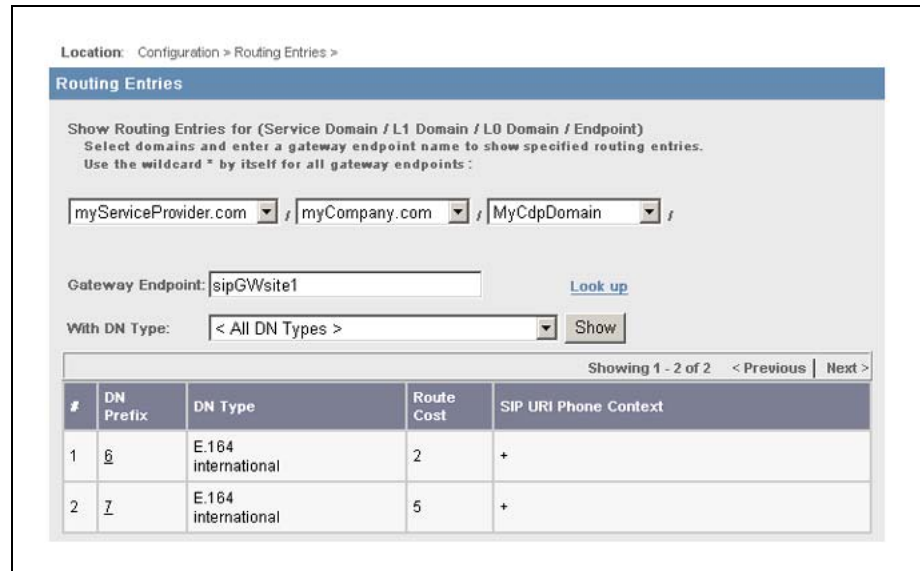 Location: Configuration > Routing Entries >
Routing Entries
Show Routing Entries for (Service Domain / L1 Domain / L0 Domain / Endpoint)
Select domains and enter a gateway endpoint name to show specified routing entries.
Use the wildcard * by itself for all gateway endpoints :
myServiceProvider.com / myCompany.com / MyCdpDomain /
Gateway Endpoint: sipGWsite1 Look up
With DN Type: < All DN Types > Show
Showing 1 - 2 of 2 < Previous | Next >
# DN Prefix DN Type Route Cost SIP URI Phone Context
1 6 E.164 international 2 +
2 7 E.164 international 5 +